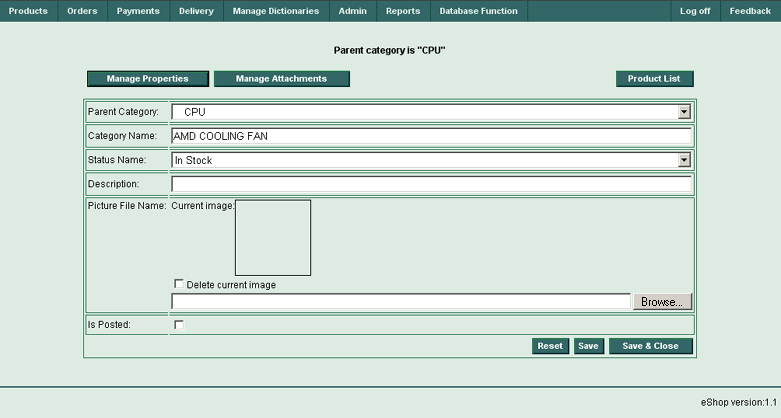 Products Orders Payments Delivery Manage Dictionaries Admin Reports Database Function Log off Feedback
Parent category is "CPU"
Manage Properties Manage Attachments Product List
Parent Category: CPU
Category Name: AMD COOLING FAN
Status Name: In Stock
Description:
Picture File Name: Current image:
Delete current image
Browse...
Is Posted:
Reset Save Save & Close
eShop version:1.1